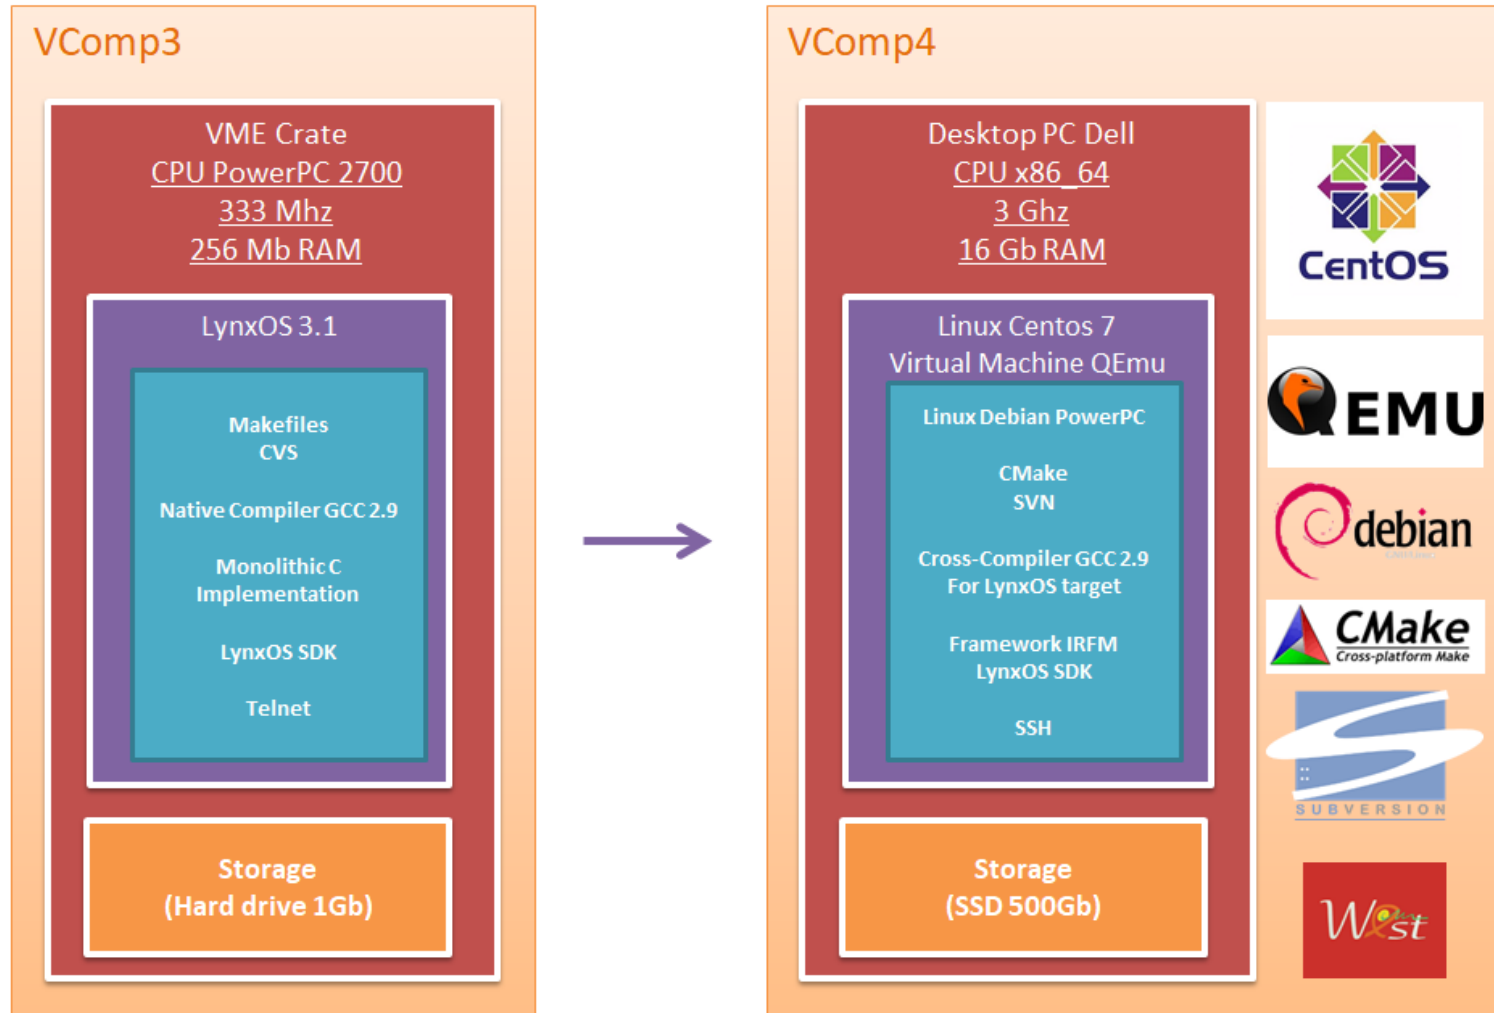 VComp3
VME Crate
CPU PowerPC 2700
333 Mhz
256 Mb RAM
LynxOS 3.1
Makefiles
CVS
Native Compiler GCC 2.9
Monolithic C
Implementation
LynxOS SDK
Telnet
Storage
(Hard drive 1Gb)
VComp4
Desktop PC Dell
CPU x86_64
3 Ghz
16 Gb RAM
Linux Centos 7
Virtual Machine QEmu
Linux Debian PowerPC
CMake
SVN
Cross-Compiler GCC 2.9
For LynxOS target
Framework IRFM
LynxOS SDK
SSH
Storage
(SSD 500Gb)
CentOS
QEMU
debian
CMake
Cross-platform Make
SUBVERSION
West